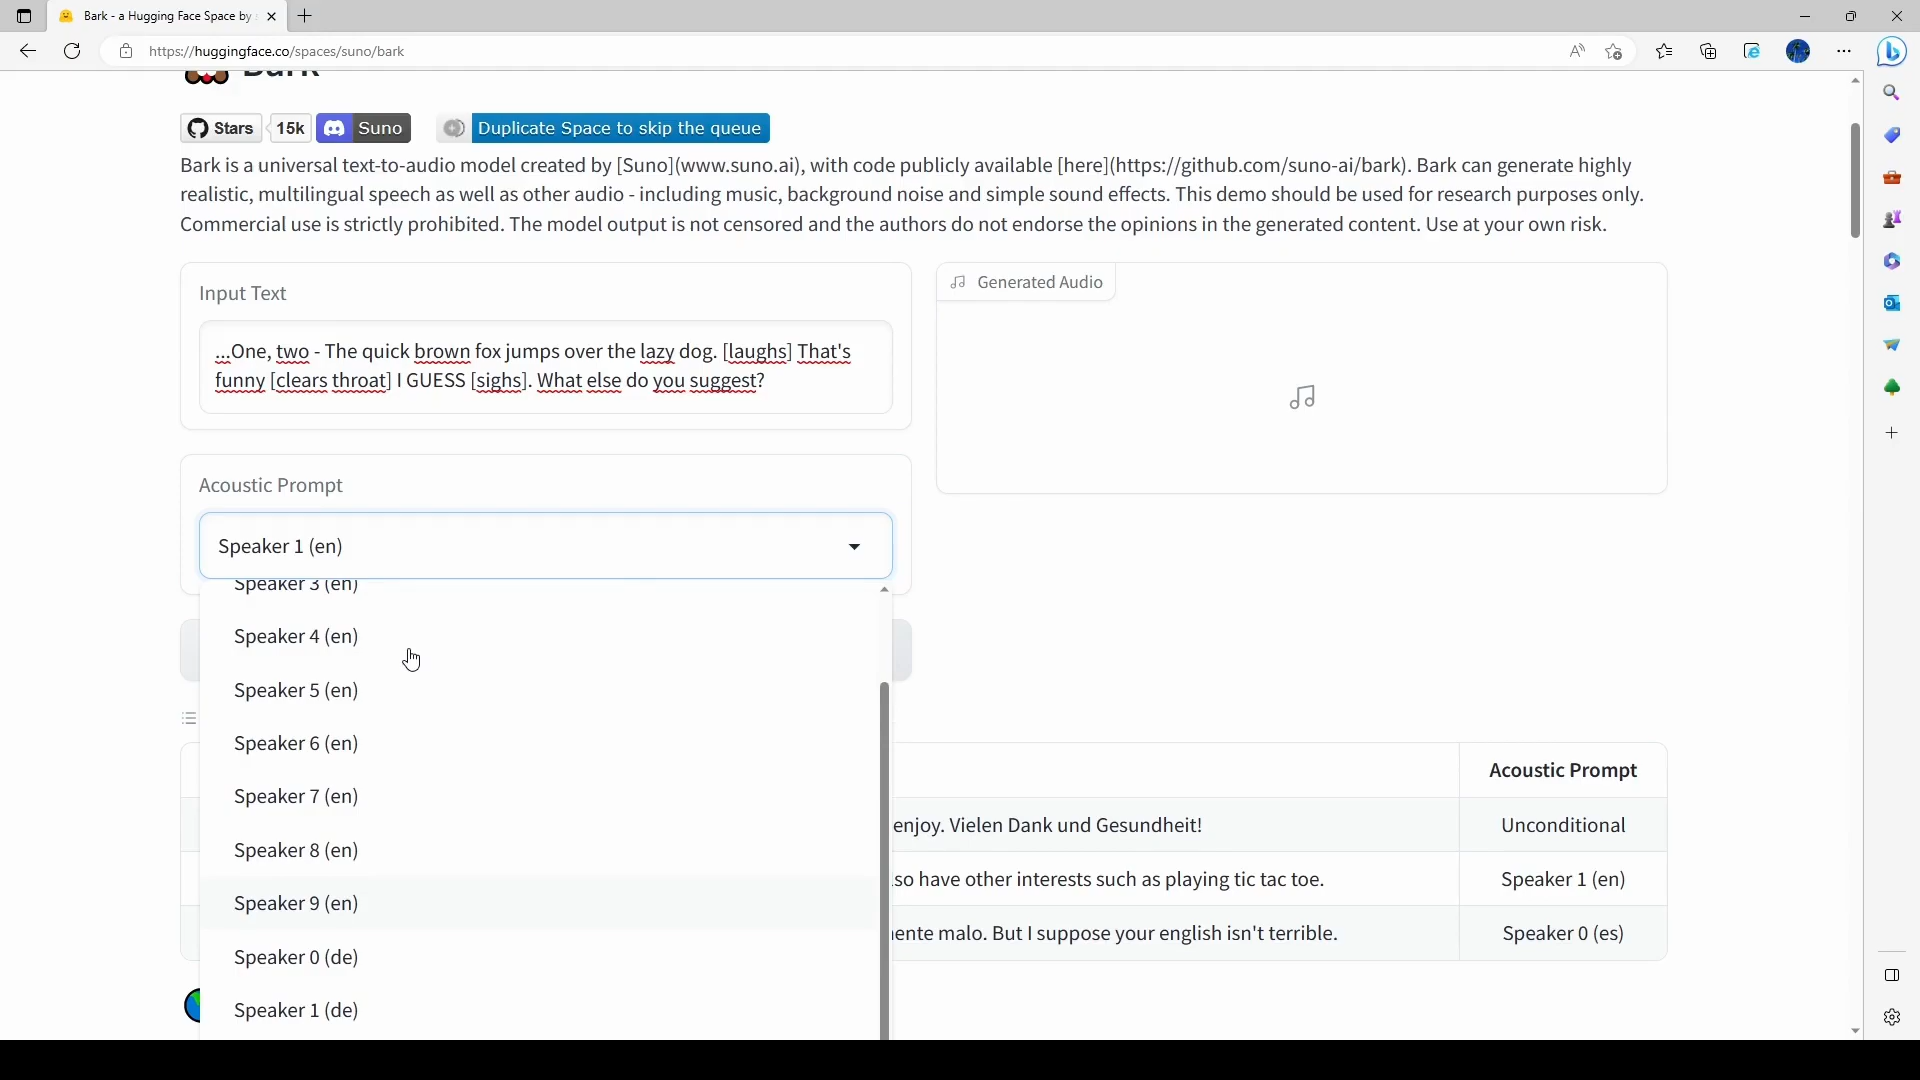 Bark - a Hugging Face Space by
https://huggingface.co/spaces/suno/bark
Bark
Stars 15k Suno Duplicate Space to skip the queue
Bark is a universal text-to-audio model created by [Suno](www.suno.ai), with code publicly available [here](https://github.com/suno-ai/bark). Bark can generate highly
realistic, multilingual speech as well as other audio - including music, background noise and simple sound effects. This demo should be used for research purposes only.
Commercial use is strictly prohibited. The model output is not censored and the authors do not endorse the opinions in the generated content. Use at your own risk.
Input Text
...One, two - The quick brown fox jumps over the lazy dog. [laughs] That's
funny [clears throat] I GUESS [sighs]. What else do you suggest?
Generated Audio
Acoustic Prompt
Speaker 1 (en)
Speaker 3 (en)
Speaker 4 (en)
Speaker 5 (en)
Speaker 6 (en)
Speaker 7 (en)
Speaker 8 (en)
Speaker 9 (en)
Speaker 0 (de)
Speaker 1 (de)
Acoustic Prompt
enjoy. Vielen Dank und Gesundheit! Unconditional
so have other interests such as playing tic tac toe. Speaker 1 (en)
mente malo. But I suppose your english isn't terrible. Speaker 0 (es)